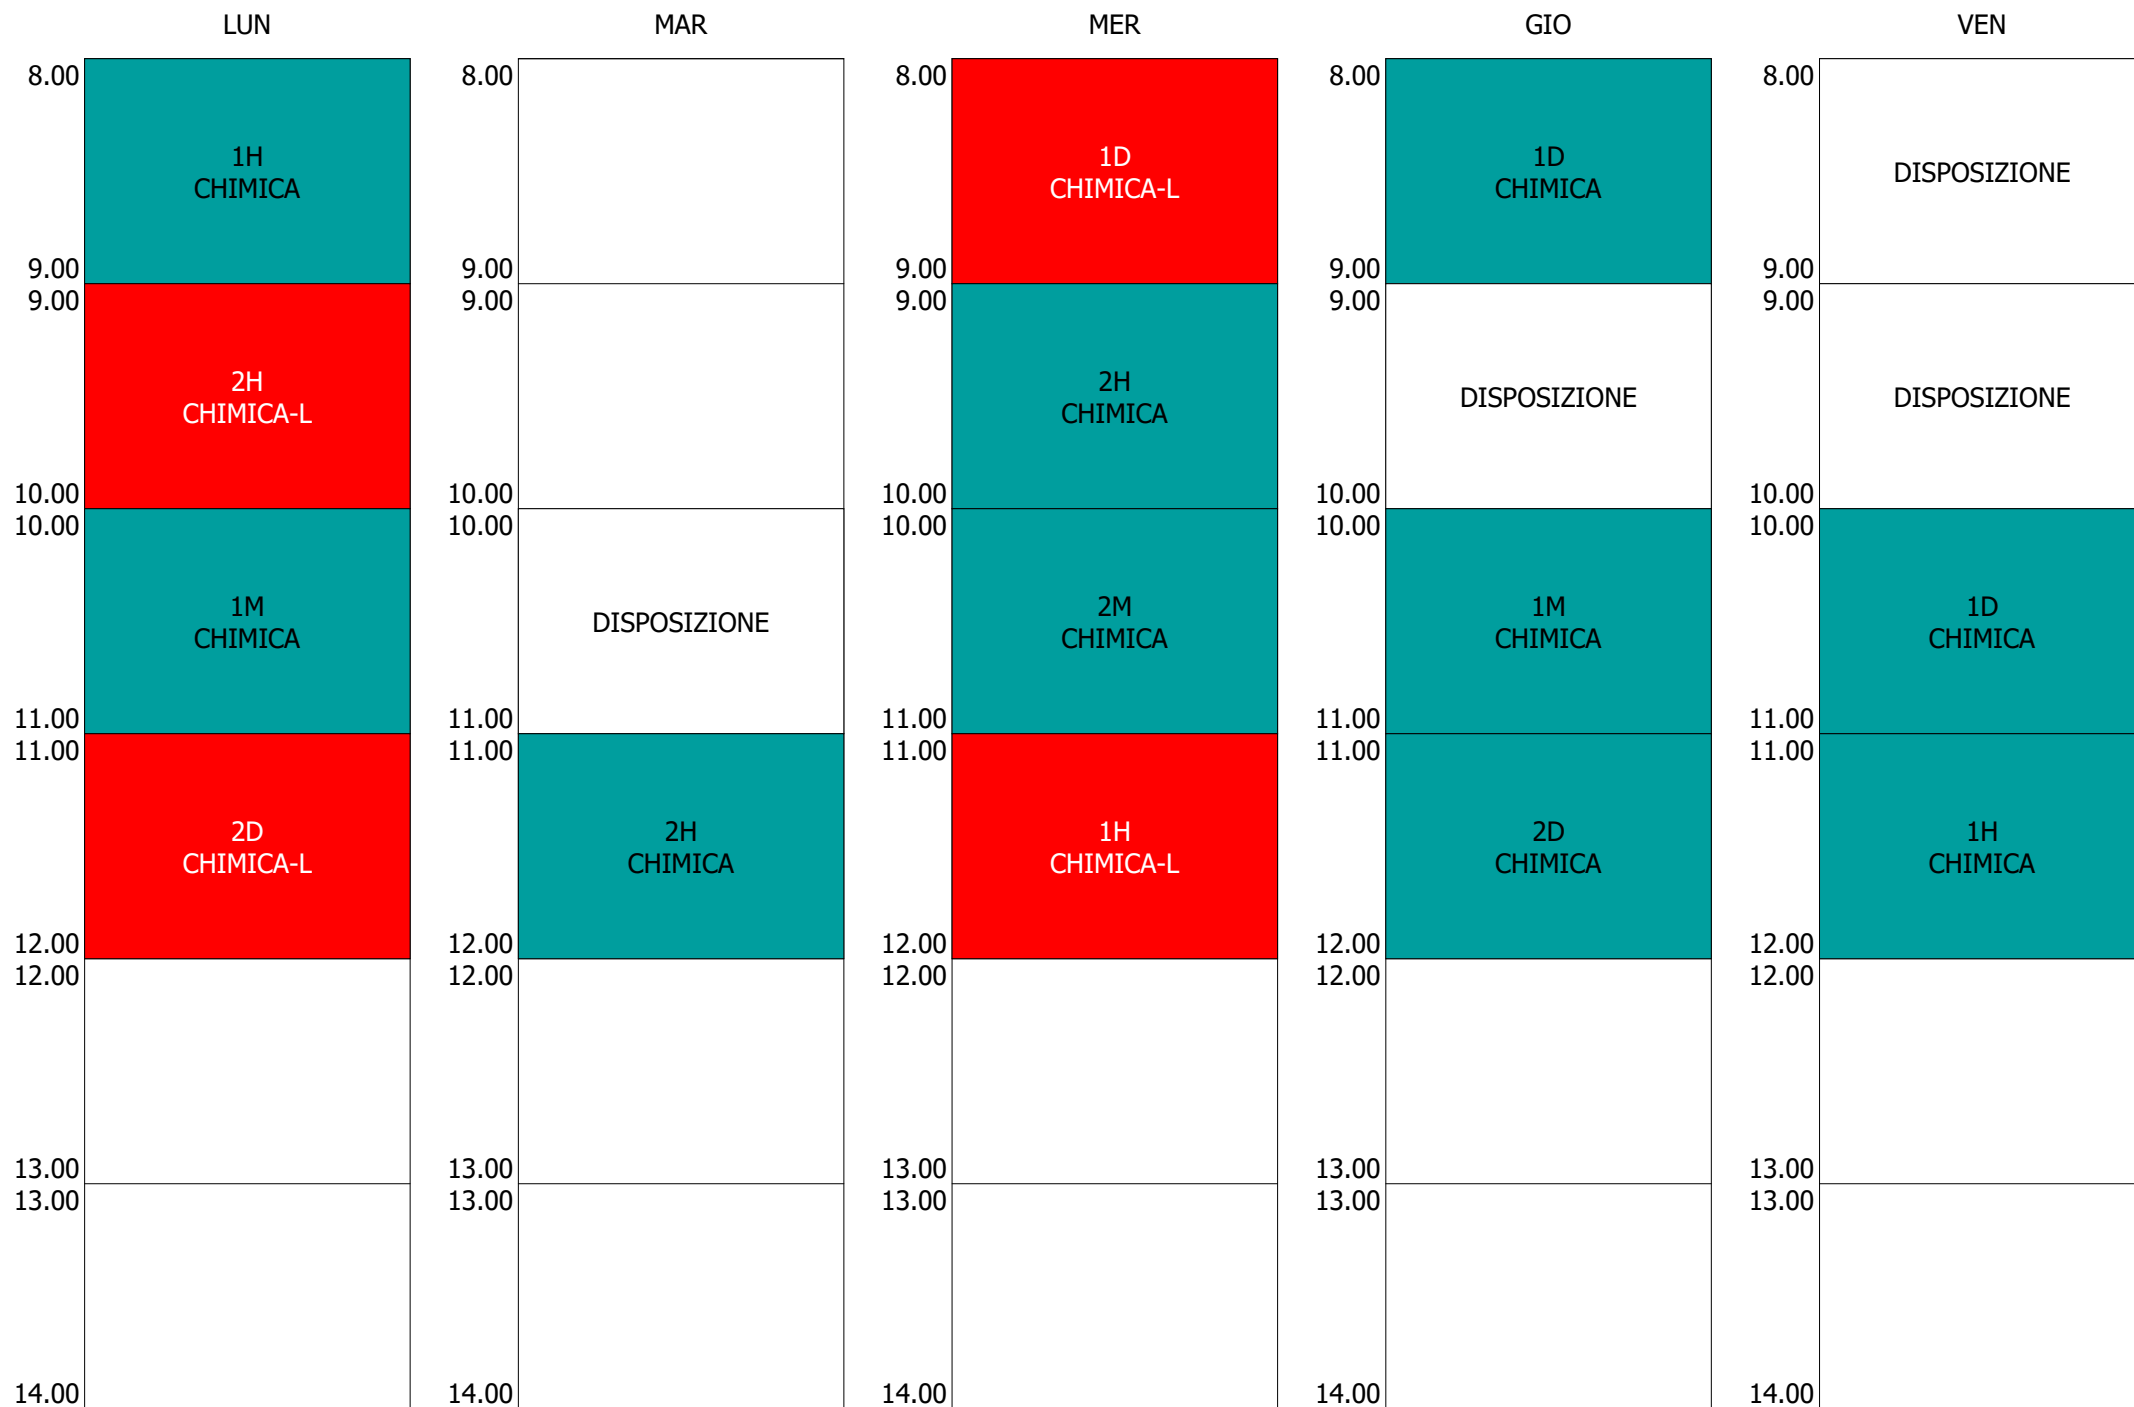 LUN MAR MER GIO VEN
8.00 8.00 8.00 8.00 8.00
1H 1D 1D
CHIMICA CHIMICA-L CHIMICA DISPOSIZIONE
9.00 9.00 9.00 9.00 9.00
9.00 9.00 9.00 9.00 9.00
2H 2H
CHIMICA-L CHIMICA DISPOSIZIONE DISPOSIZIONE
10.00 10.00 10.00 10.00 10.00
10.00 10.00 10.00 10.00 10.00
1M 2M 1M 1D
CHIMICA DISPOSIZIONE CHIMICA CHIMICA CHIMICA
11.00 11.00 11.00 11.00 11.00
11.00 11.00 11.00 11.00 11.00
2D 2H 1H 2D 1H
CHIMICA-L CHIMICA CHIMICA-L CHIMICA CHIMICA
12.00 12.00 12.00 12.00 12.00
12.00 12.00 12.00 12.00 12.00
13.00 13.00 13.00 13.00 13.00
13.00 13.00 13.00 13.00 13.00
14.00 14.00 14.00 14.00 14.00